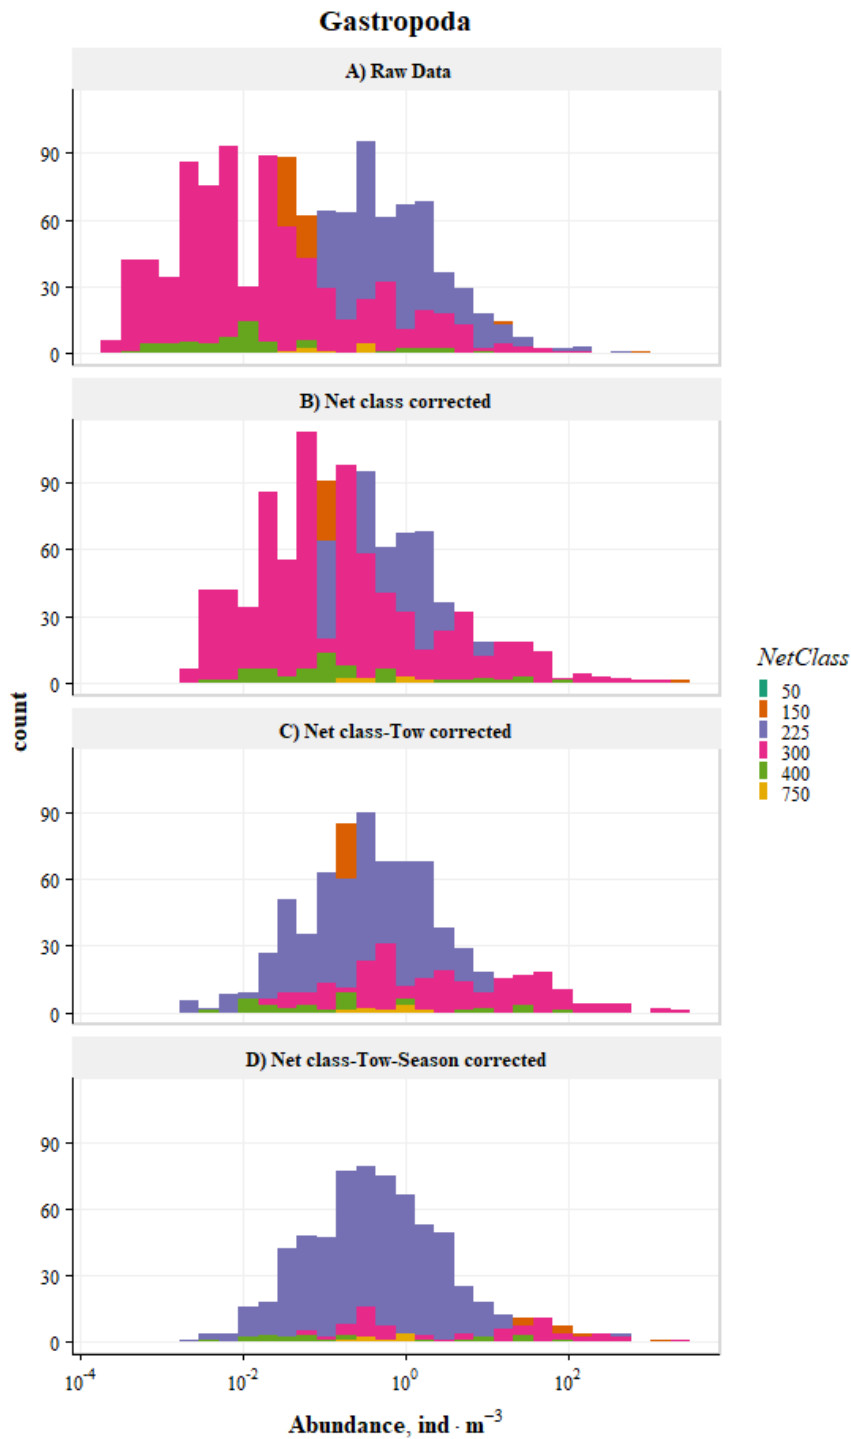 Gastropoda
A) Raw Data
90
60
30
0
B) Net class corrected
90
60
30
0
C) Net class-Tow corrected
90
60
30
0
D) Net class-Tow-Season corrected
90
60
30
0
10⁻⁴ 10⁻² 10⁰ 10²
Abundance, ind · m⁻³
count
NetClass
50
150
225
300
400
750